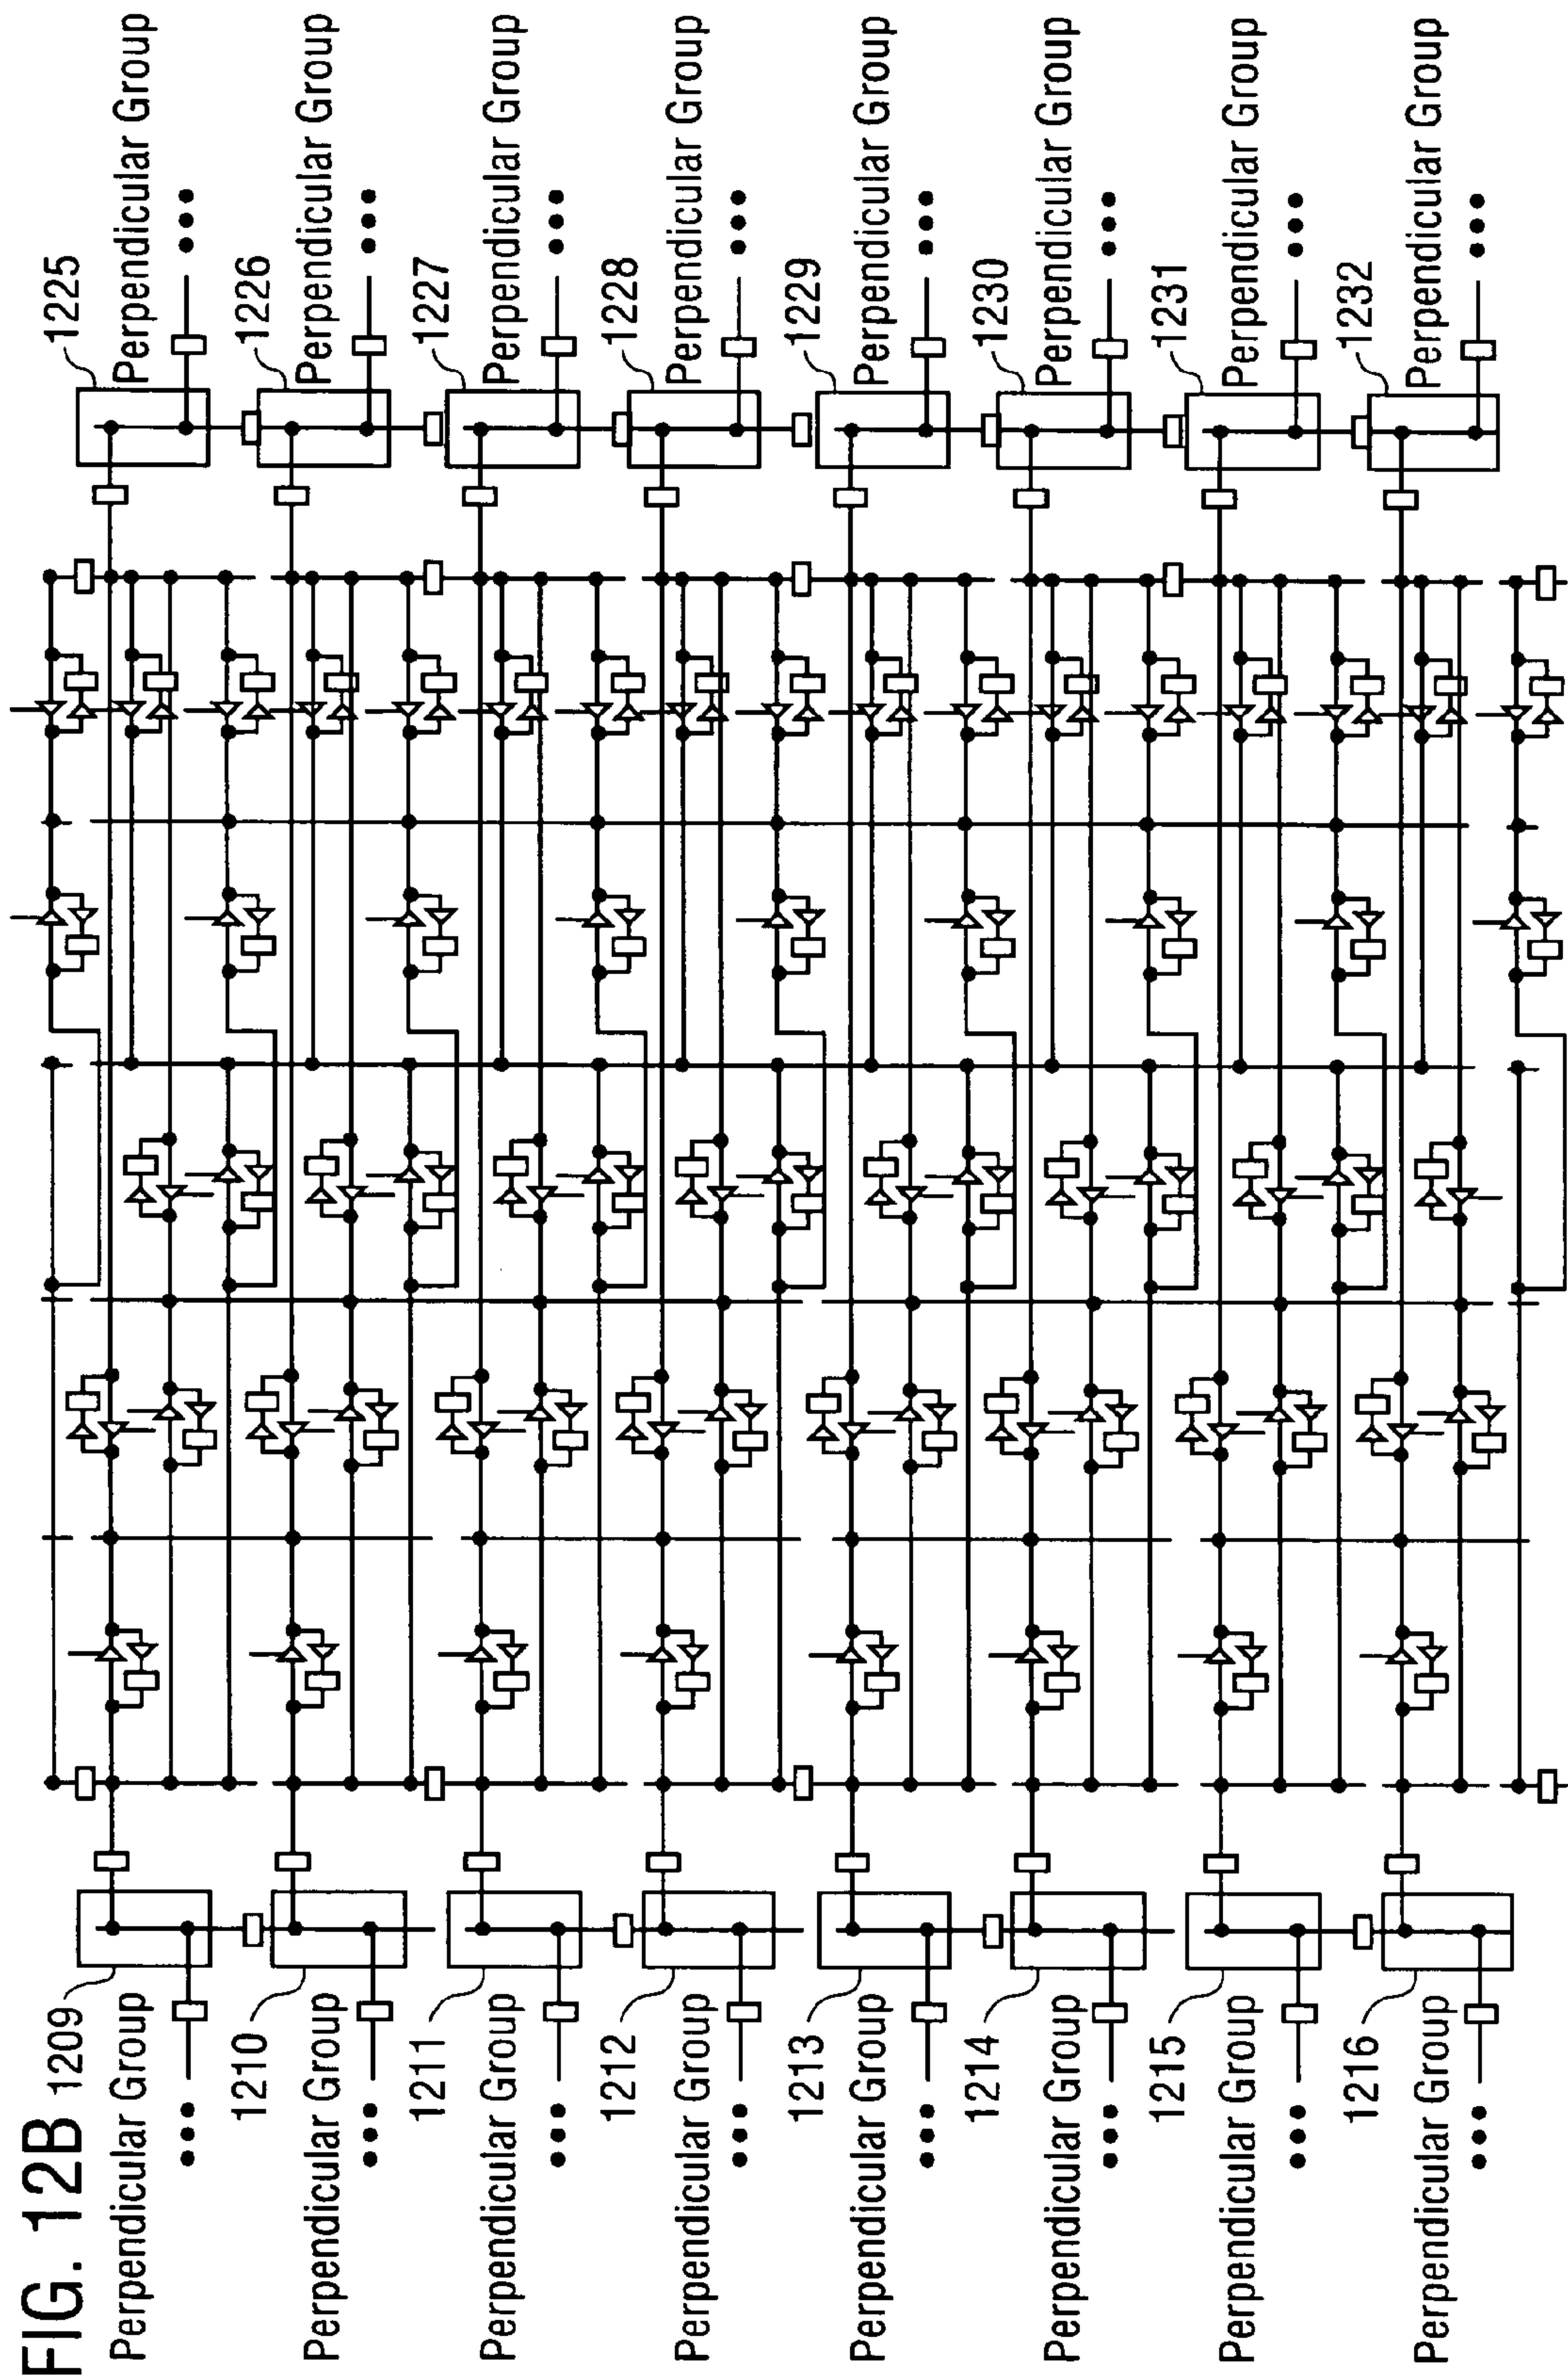 FIG. 12B
1209
Perpendicular Group
1210
Perpendicular Group
1211
Perpendicular Group
1212
Perpendicular Group
1213
Perpendicular Group
1214
Perpendicular Group
1215
Perpendicular Group
1216
Perpendicular Group
1225
Perpendicular Group
1226
Perpendicular Group
1227
Perpendicular Group
1228
Perpendicular Group
1229
Perpendicular Group
1230
Perpendicular Group
1231
Perpendicular Group
1232
Perpendicular Group